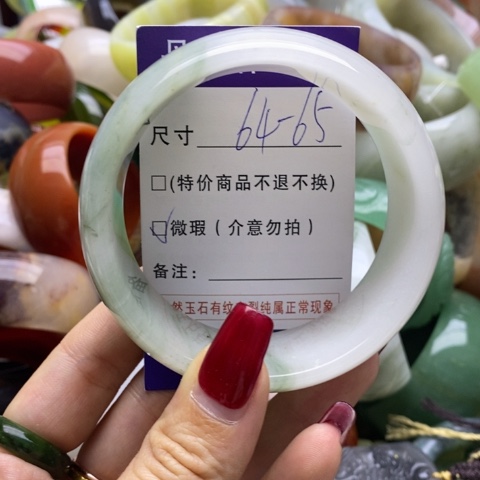 尺寸 64-65
□(特价商品不退不换)
☑微瑕(介意勿拍)
备注:
然玉石有纹 纯属正常现象